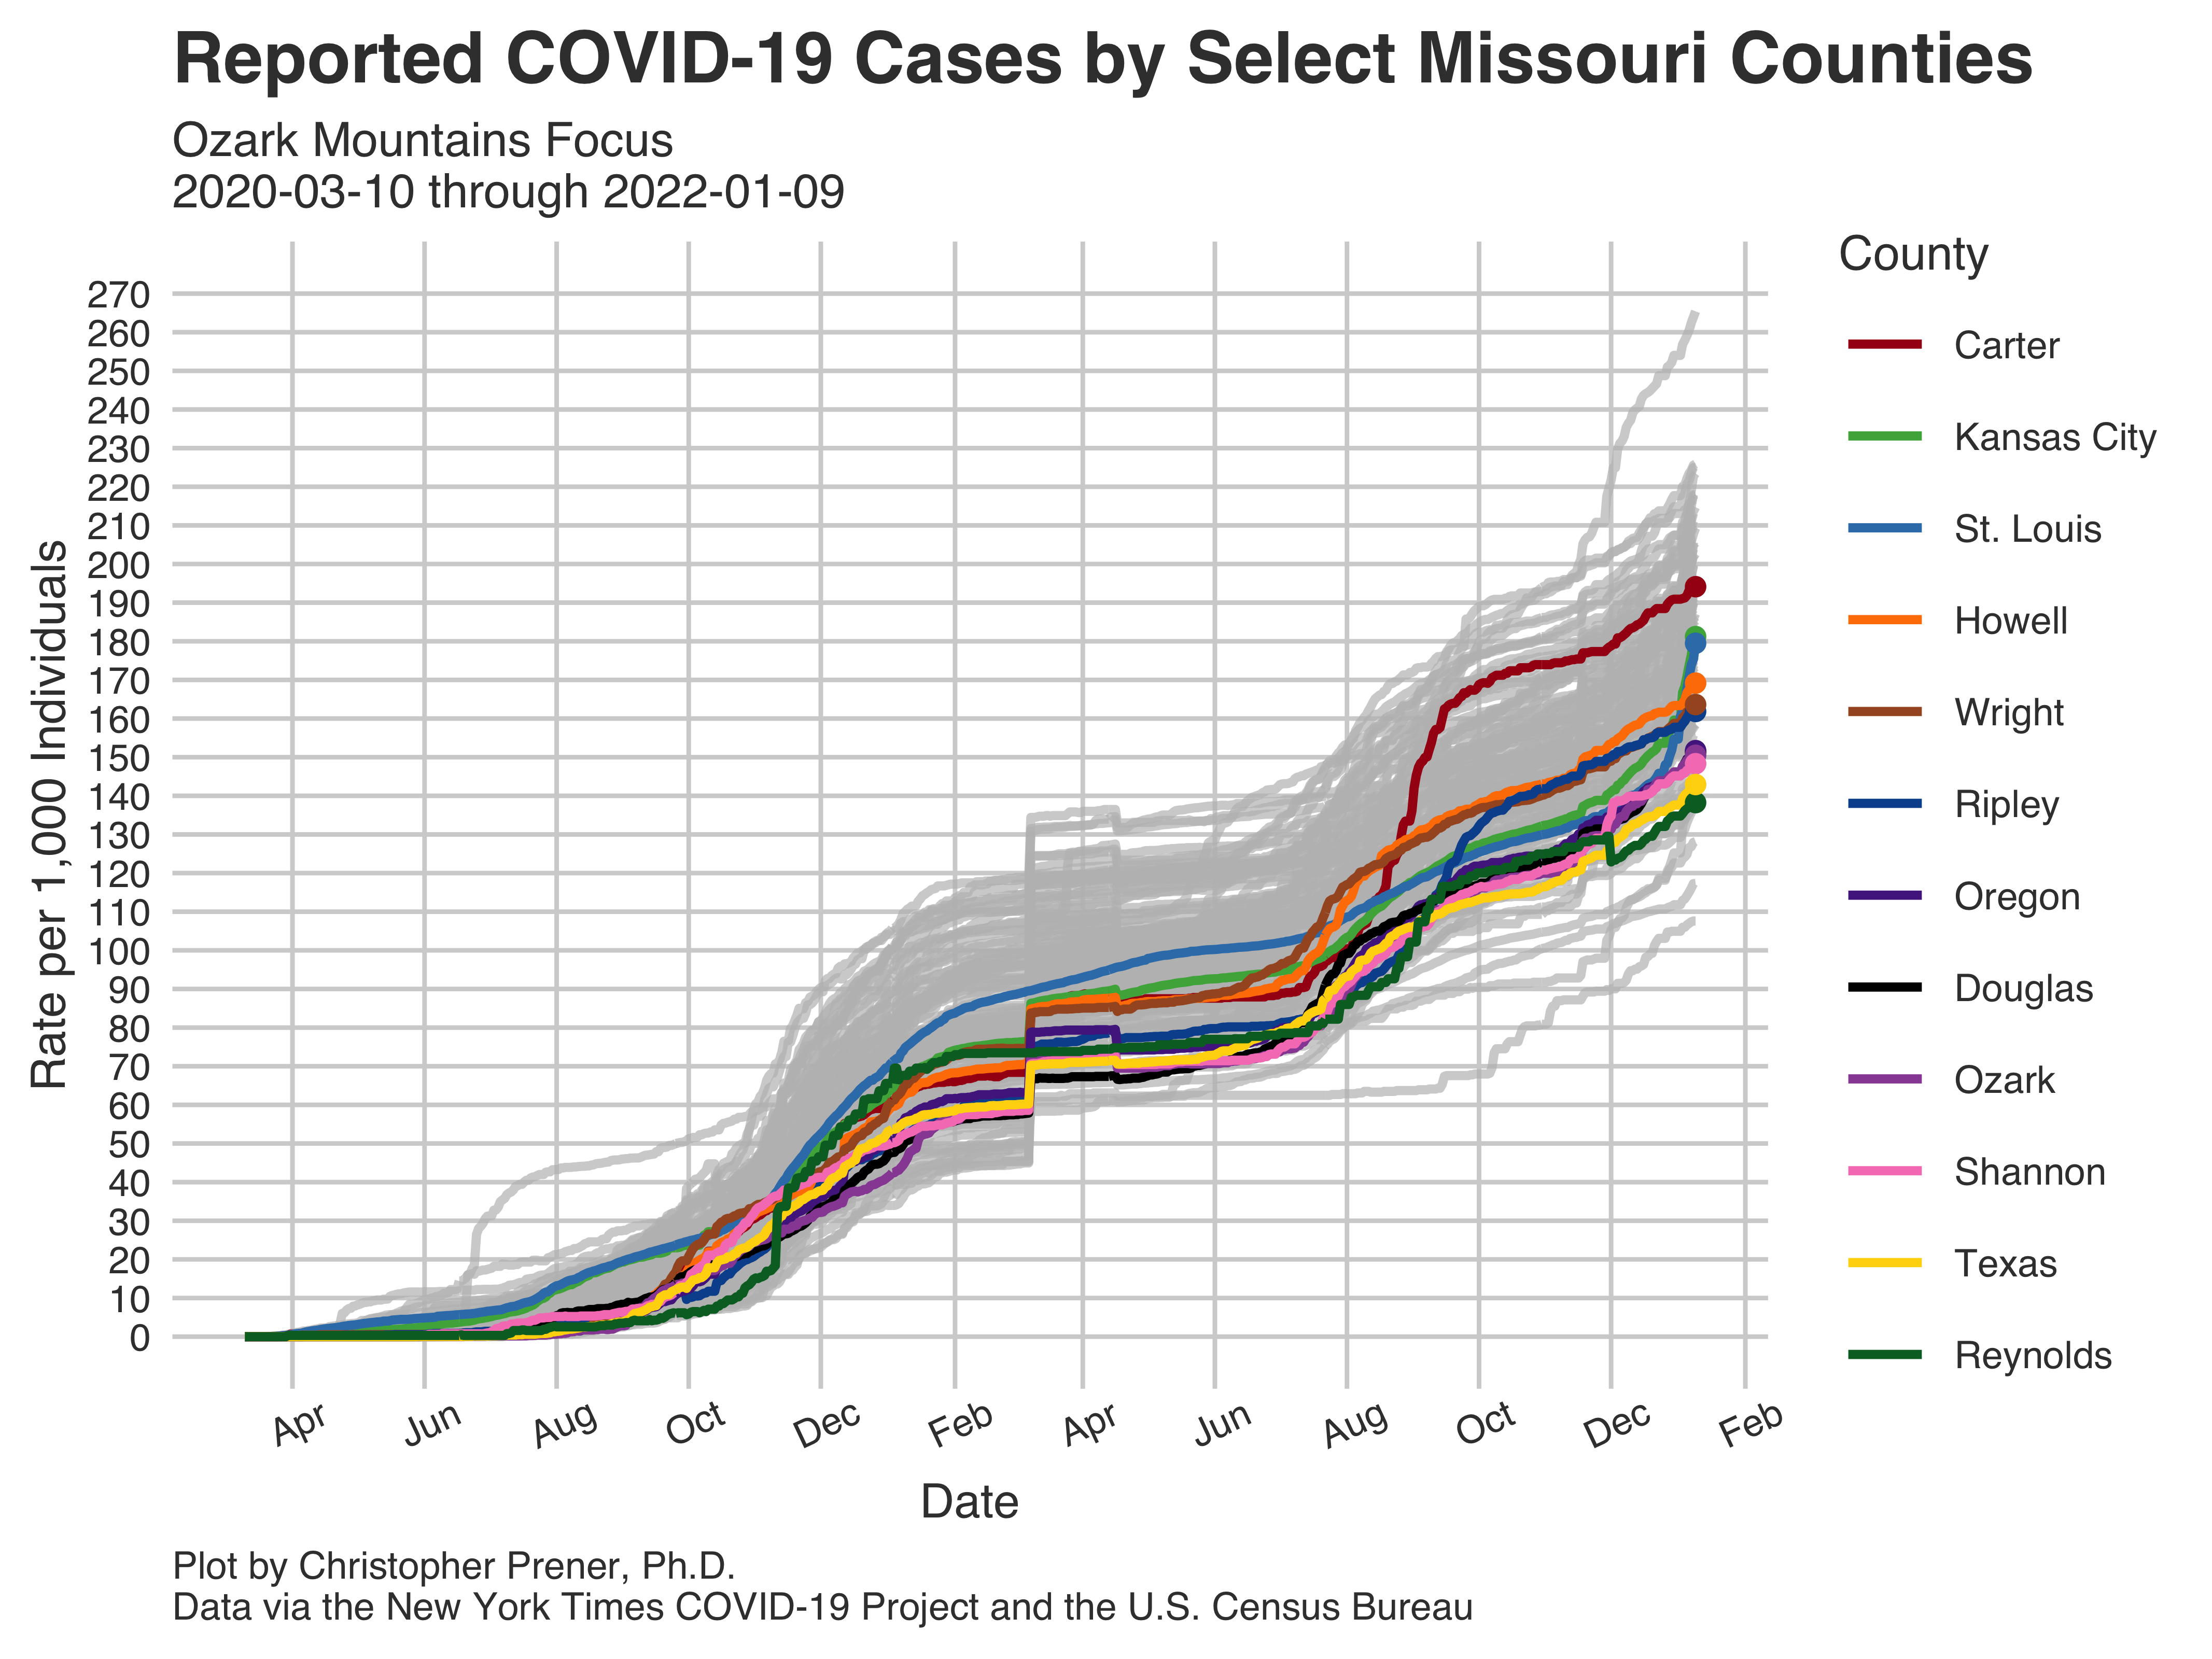 Reported COVID-19 Cases by Select Missouri Counties
Ozark Mountains Focus
2020-03-10 through 2022-01-09
Rate per 1,000 Individuals
270
260
250
240
230
220
210
200
190
180
170
160
150
140
130
120
110
100
90
80
70
60
50
40
30
20
10
0
Apr Jun Aug Oct Dec Feb Apr Jun Aug Oct Dec Feb
Date
County
Carter
Kansas City
St. Louis
Howell
Wright
Ripley
Oregon
Douglas
Ozark
Shannon
Texas
Reynolds
Plot by Christopher Prener, Ph.D.
Data via the New York Times COVID-19 Project and the U.S. Census Bureau